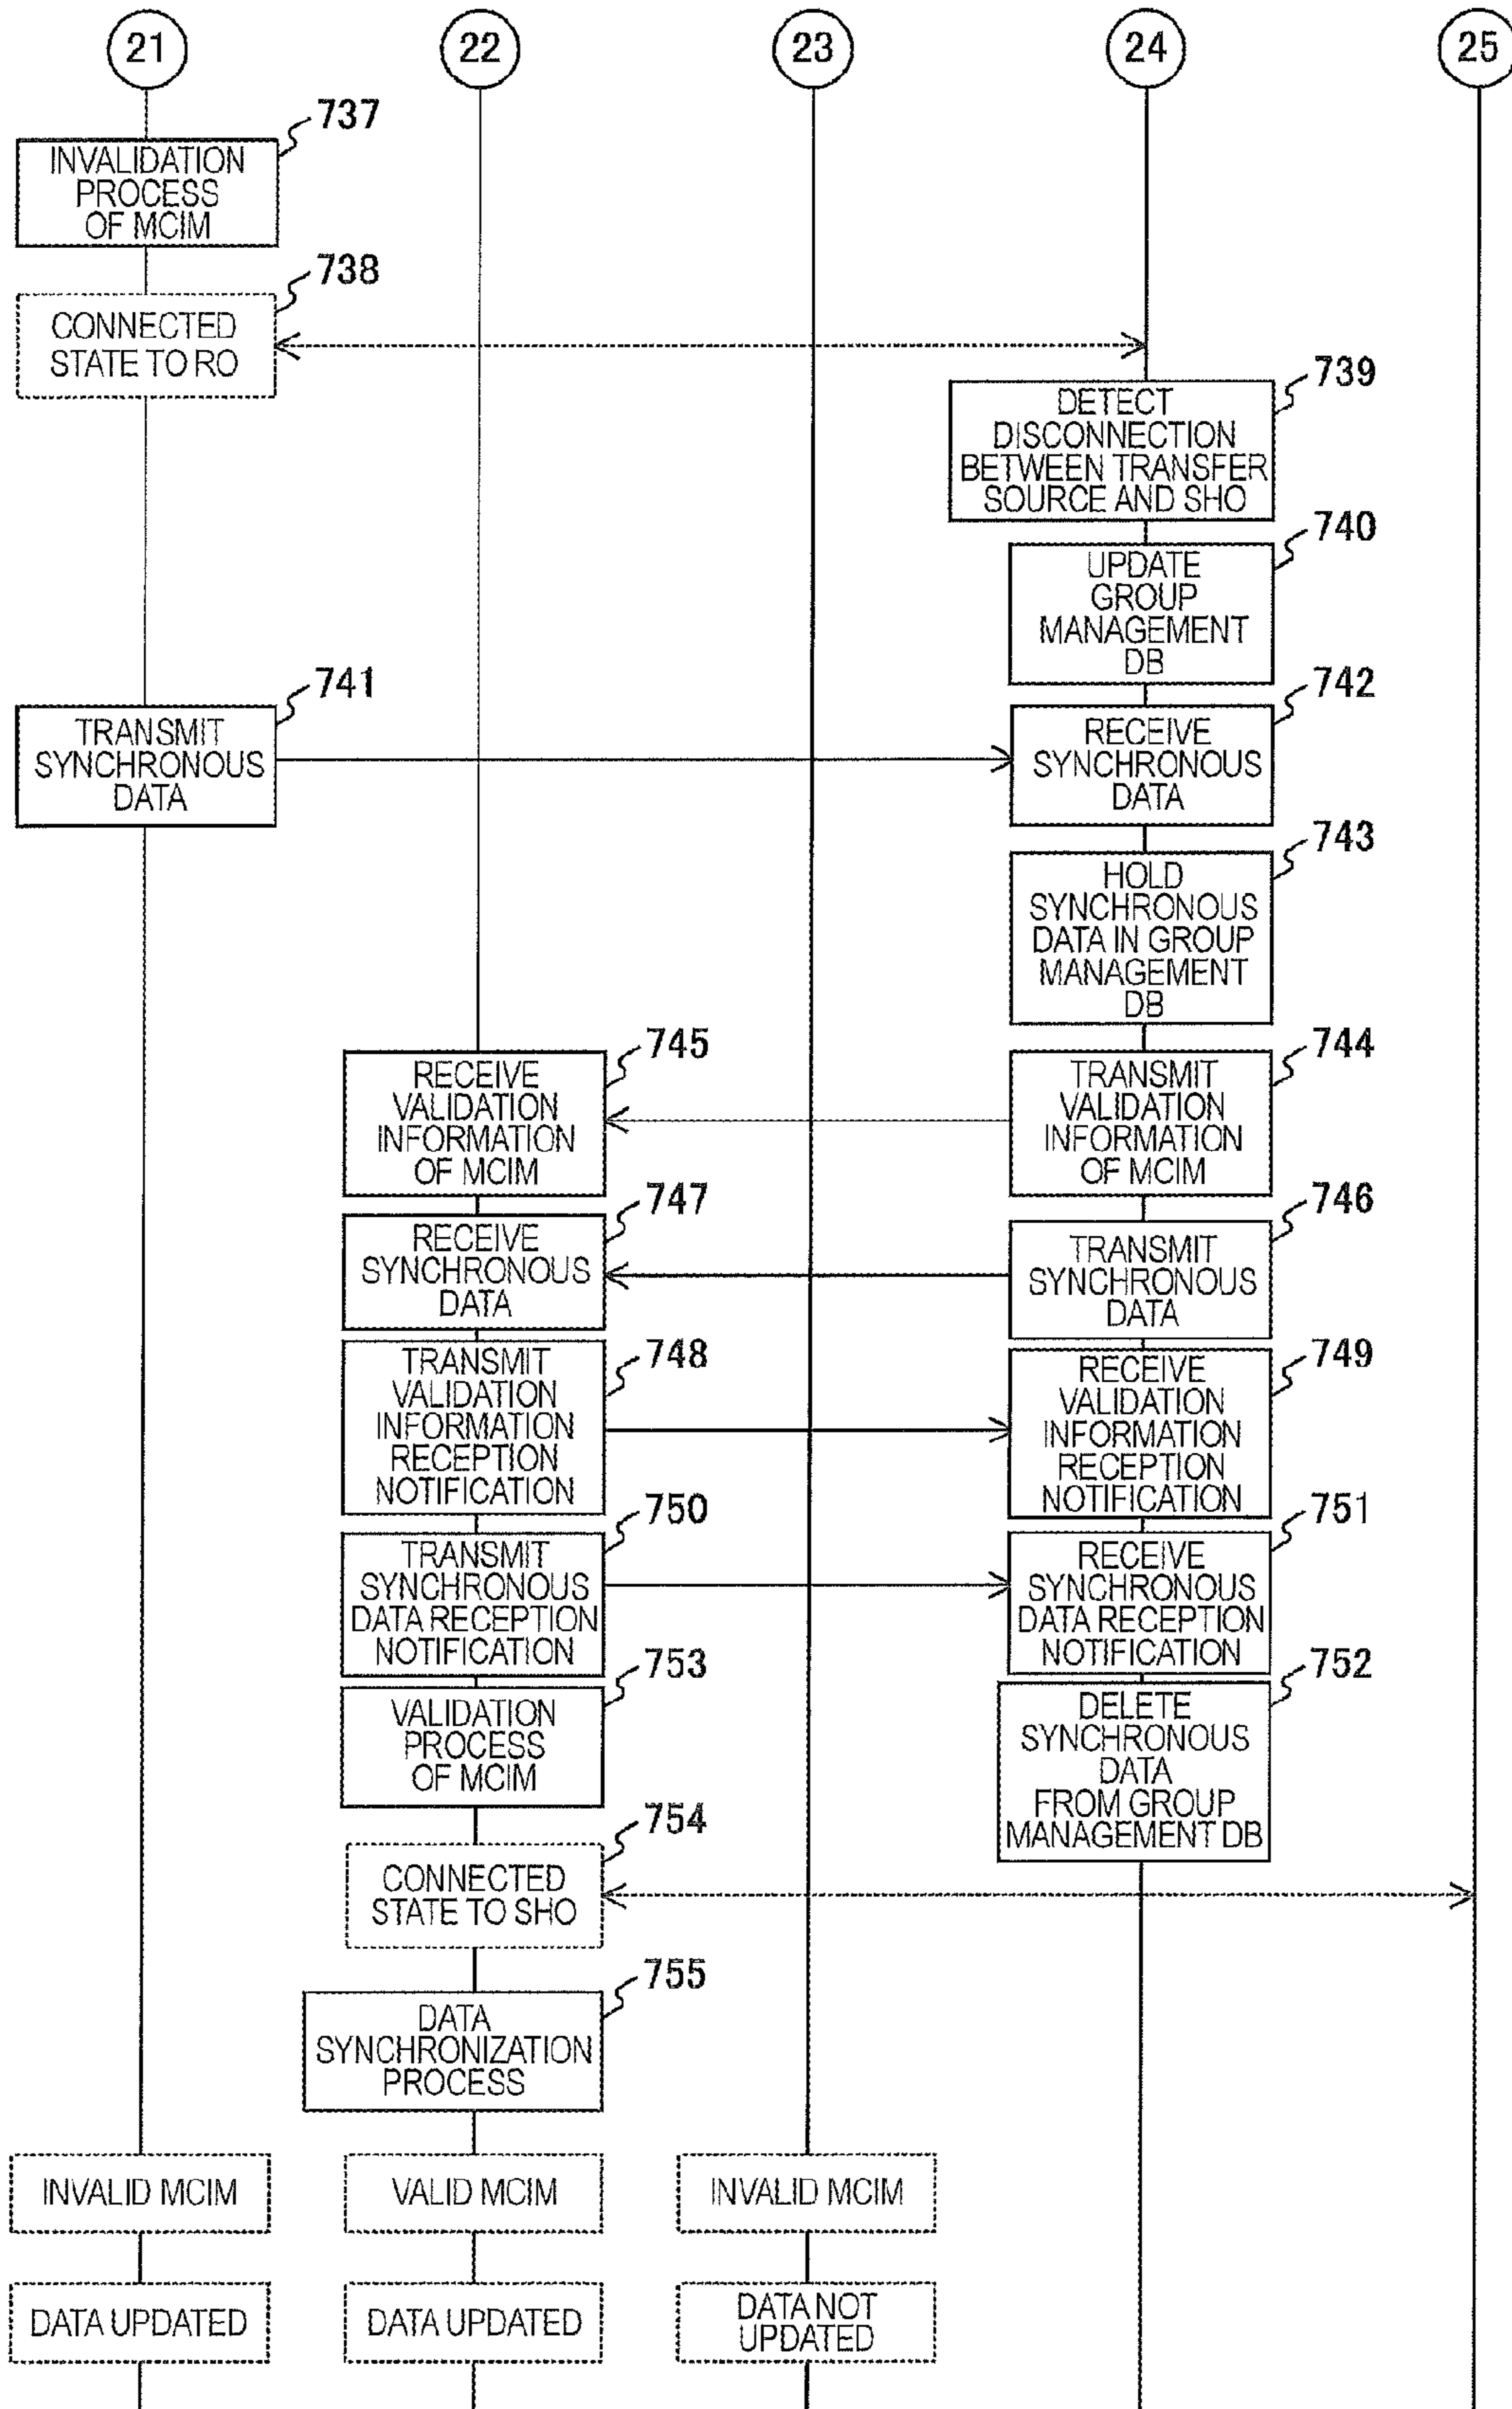 21
22
23
24
25
737
INVALIDATION
PROCESS
OF MCIM
738
CONNECTED
STATE TO RO
739
DETECT
DISCONNECTION
BETWEEN TRANSFER
SOURCE AND SHO
740
UPDATE
GROUP
MANAGEMENT
DB
741
TRANSMIT
SYNCHRONOUS
DATA
742
RECEIVE
SYNCHRONOUS
DATA
743
HOLD
SYNCHRONOUS
DATA IN GROUP
MANAGEMENT
DB
745
RECEIVE
VALIDATION
INFORMATION
OF MCIM
744
TRANSMIT
VALIDATION
INFORMATION
OF MCIM
747
RECEIVE
SYNCHRONOUS
DATA
746
TRANSMIT
SYNCHRONOUS
DATA
748
TRANSMIT
VALIDATION
INFORMATION
RECEPTION
NOTIFICATION
749
RECEIVE
VALIDATION
INFORMATION
RECEPTION
NOTIFICATION
750
TRANSMIT
SYNCHRONOUS
DATA RECEPTION
NOTIFICATION
751
RECEIVE
SYNCHRONOUS
DATA RECEPTION
NOTIFICATION
753
VALIDATION
PROCESS
OF MCIM
752
DELETE
SYNCHRONOUS
DATA
FROM GROUP
MANAGEMENT DB
754
CONNECTED
STATE TO SHO
755
DATA
SYNCHRONIZATION
PROCESS
INVALID MCIM
VALID MCIM
INVALID MCIM
DATA UPDATED
DATA UPDATED
DATA NOT
UPDATED